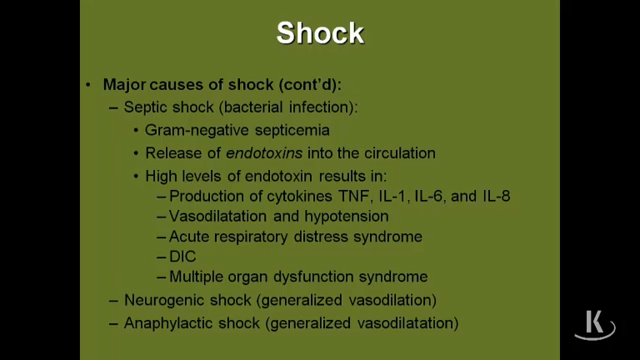 Shock
• Major causes of shock (cont'd):
– Septic shock (bacterial infection):
• Gram-negative septicemia
• Release of endotoxins into the circulation
• High levels of endotoxin results in:
– Production of cytokines TNF, IL-1, IL-6, and IL-8
– Vasodilatation and hypotension
– Acute respiratory distress syndrome
– DIC
– Multiple organ dysfunction syndrome
– Neurogenic shock (generalized vasodilation)
– Anaphylactic shock (generalized vasodilatation)
K